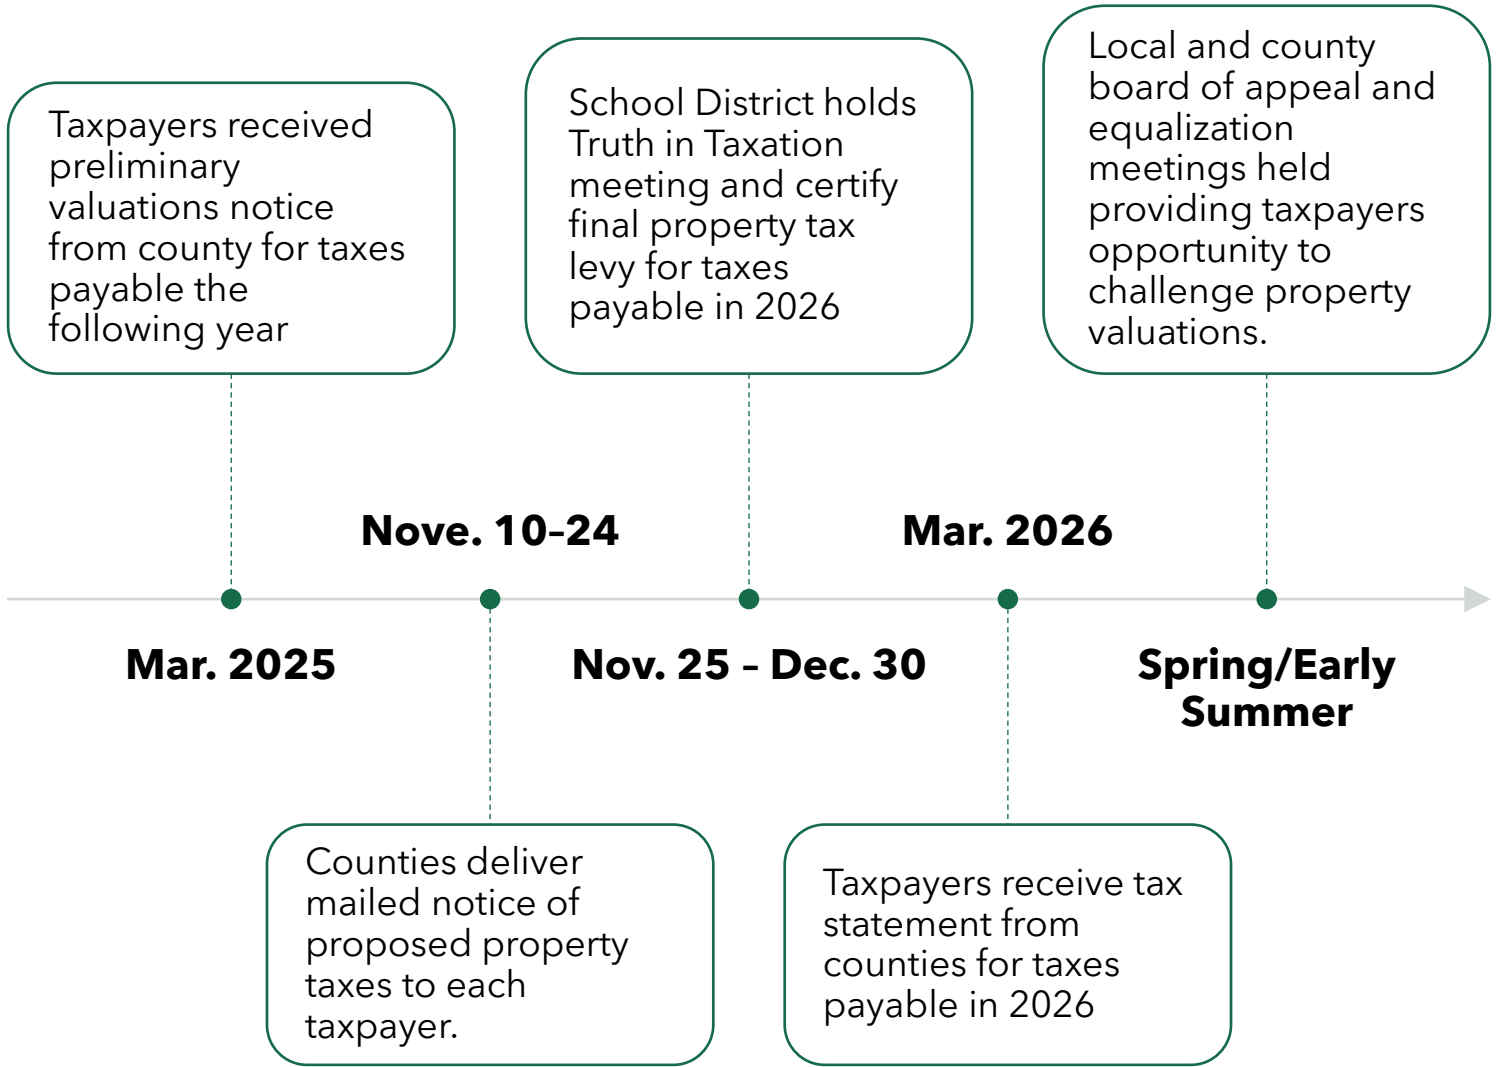 Taxpayers received
preliminary
valuations notice
from county for taxes
payable the
following year
School District holds
Truth in Taxation
meeting and certify
final property tax
levy for taxes
payable in 2026
Local and county
board of appeal and
equalization
meetings held
providing taxpayers
opportunity to
challenge property
valuations.
Nove. 10–24
Mar. 2026
Mar. 2025
Nov. 25 – Dec. 30
Spring/Early
Summer
Counties deliver
mailed notice of
proposed property
taxes to each
taxpayer.
Taxpayers receive tax
statement from
counties for taxes
payable in 2026